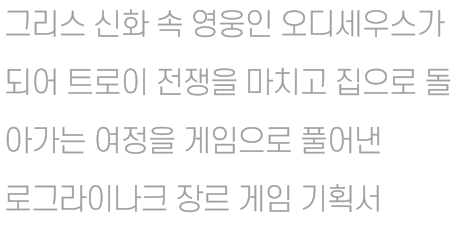 그리스 신화 속 영웅인 오디세우스가
되어 트로이 전쟁을 마치고 집으로 돌
아가는 여정을 게임으로 풀어낸
로그라이나크 장르 게임 기획서